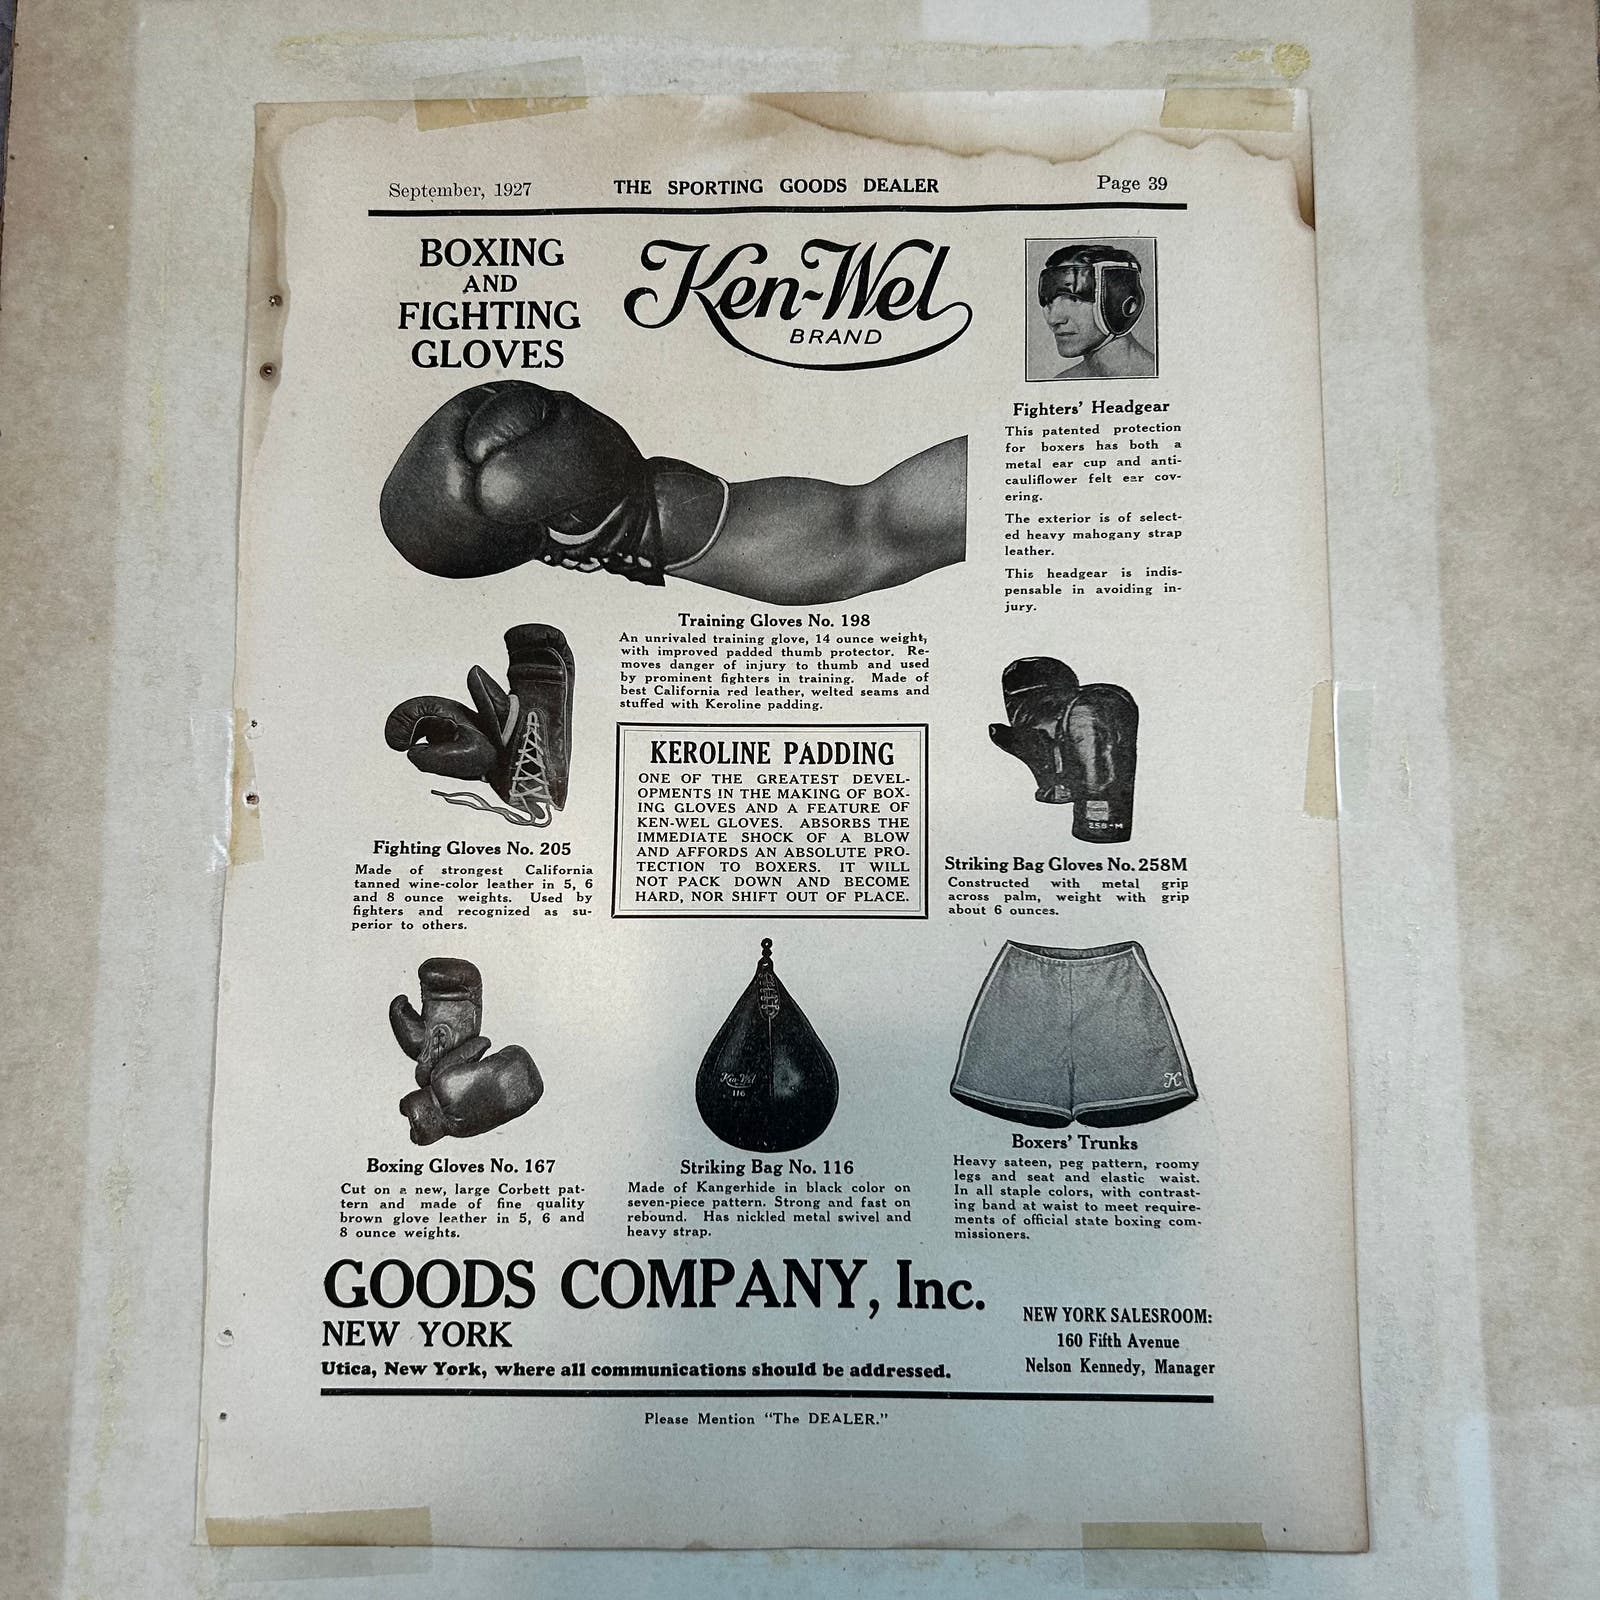 September, 1927
THE SPORTING GOODS DEALER
Page 39
BOXING
AND
FIGHTING
GLOVES
Ken-Wel
BRAND
Fighters' Headgear
This patented protection
for boxers has both a
metal ear cup and anti-
cauliflower felt ear cov-
ering.
The exterior is of select-
ed heavy mahogany strap
leather.
This headgear is indis-
pensable in avoiding in-
jury.
Training Gloves No. 198
An unrivaled training glove, 14 ounce weight,
with improved padded thumb protector. Re-
moves danger of injury to thumb and used
by prominent fighters in training. Made of
best California red leather, welted seams and
stuffed with Keroline padding.
Fighting Gloves No. 205
Made of strongest California
tanned wine-color leather in 5, 6
and 8 ounce weights. Used by
fighters and recognized as su-
perior to others.
KEROLINE PADDING
ONE OF THE GREATEST DEVEL-
OPMENTS IN THE MAKING OF BOX-
ING GLOVES AND A FEATURE OF
KEN-WEL GLOVES. ABSORBS THE
IMMEDIATE SHOCK OF A BLOW
AND AFFORDS AN ABSOLUTE PRO-
TECTION TO BOXERS. IT WILL
NOT PACK DOWN AND BECOME
HARD, NOR SHIFT OUT OF PLACE.
258-M
Striking Bag Gloves No. 258M
Constructed with metal grip
across palm, weight with grip
about 6 ounces.
Boxing Gloves No. 167
Cut on a new, large Corbett pat-
tern and made of fine quality
brown glove leather in 5, 6 and
8 ounce weights.
Ken-Wel
116
Striking Bag No. 116
Made of Kangerhide in black color on
seven-piece pattern. Strong and fast on
rebound. Has nickled metal swivel and
heavy strap.
K
Boxers' Trunks
Heavy sateen, peg pattern, roomy
legs and seat and elastic waist.
In all staple colors, with contrast-
ing band at waist to meet require-
ments of official state boxing com-
missioners.
GOODS COMPANY, Inc.
NEW YORK
Utica, New York, where all communications should be addressed.
NEW YORK SALESROOM:
160 Fifth Avenue
Nelson Kennedy, Manager
Please Mention "The DEALER."